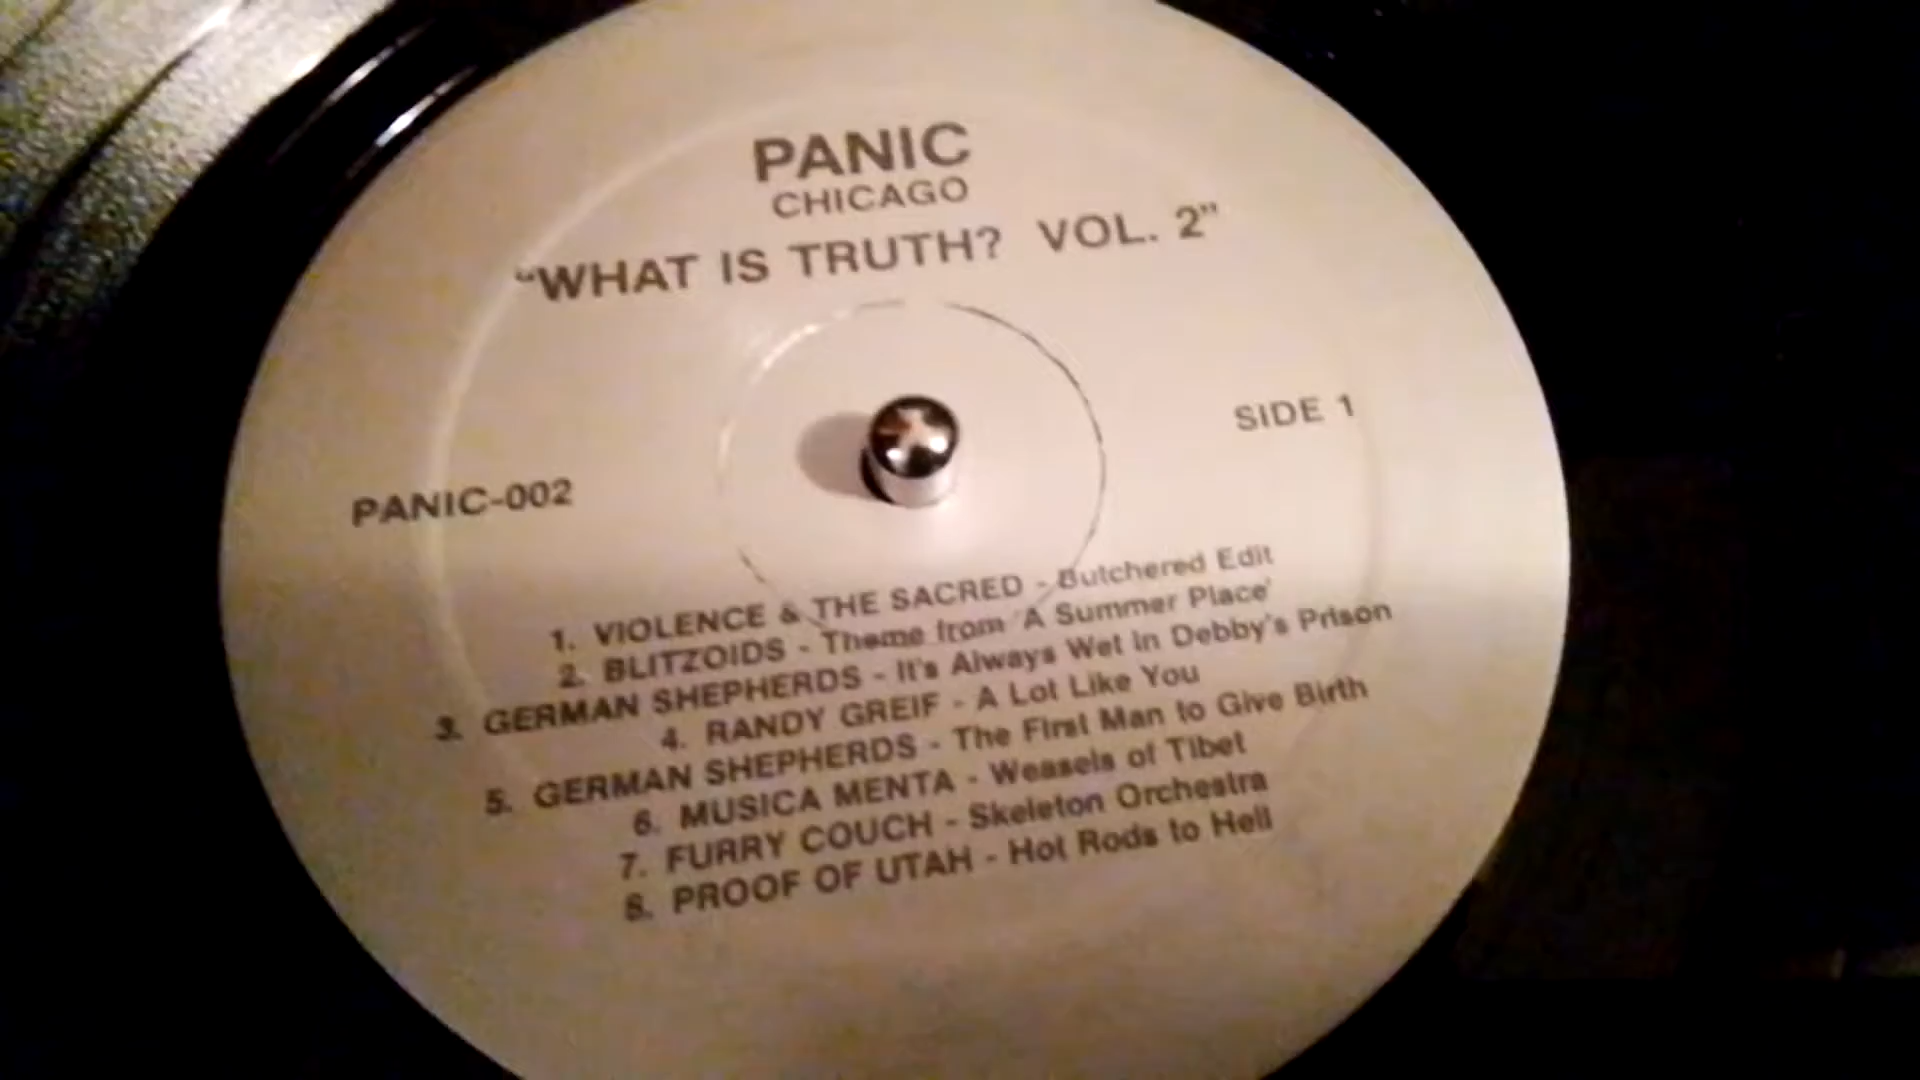 PANIC
CHICAGO
"WHAT IS TRUTH? VOL. 2"
SIDE 1
PANIC-002
1. VIOLENCE & THE SACRED - Butchered Edit
2. BLITZOIDS - Theme from 'A Summer Place'
3. GERMAN SHEPHERDS - It's Always Wet in Debby's Prison
4. RANDY GREIF - A Lot Like You
5. GERMAN SHEPHERDS - The First Man to Give Birth
6. MUSICA MENTA - Weasels of Tibet
7. FURRY COUCH - Skeleton Orchestra
8. PROOF OF UTAH - Hot Rods to Hell